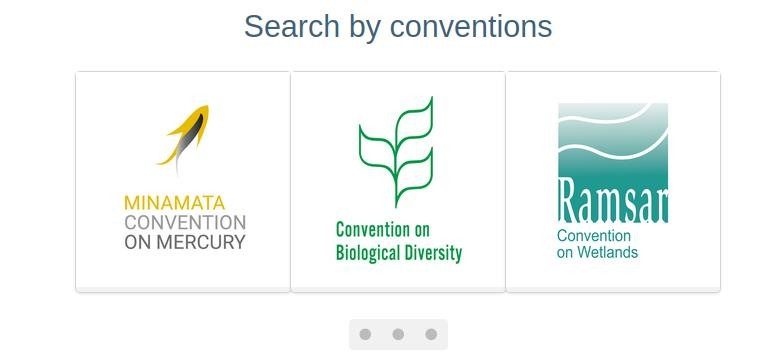 Search by conventions
MINAMATA
CONVENTION
ON MERCURY
Convention on
Biological Diversity
Ramsar
Convention
on Wetlands